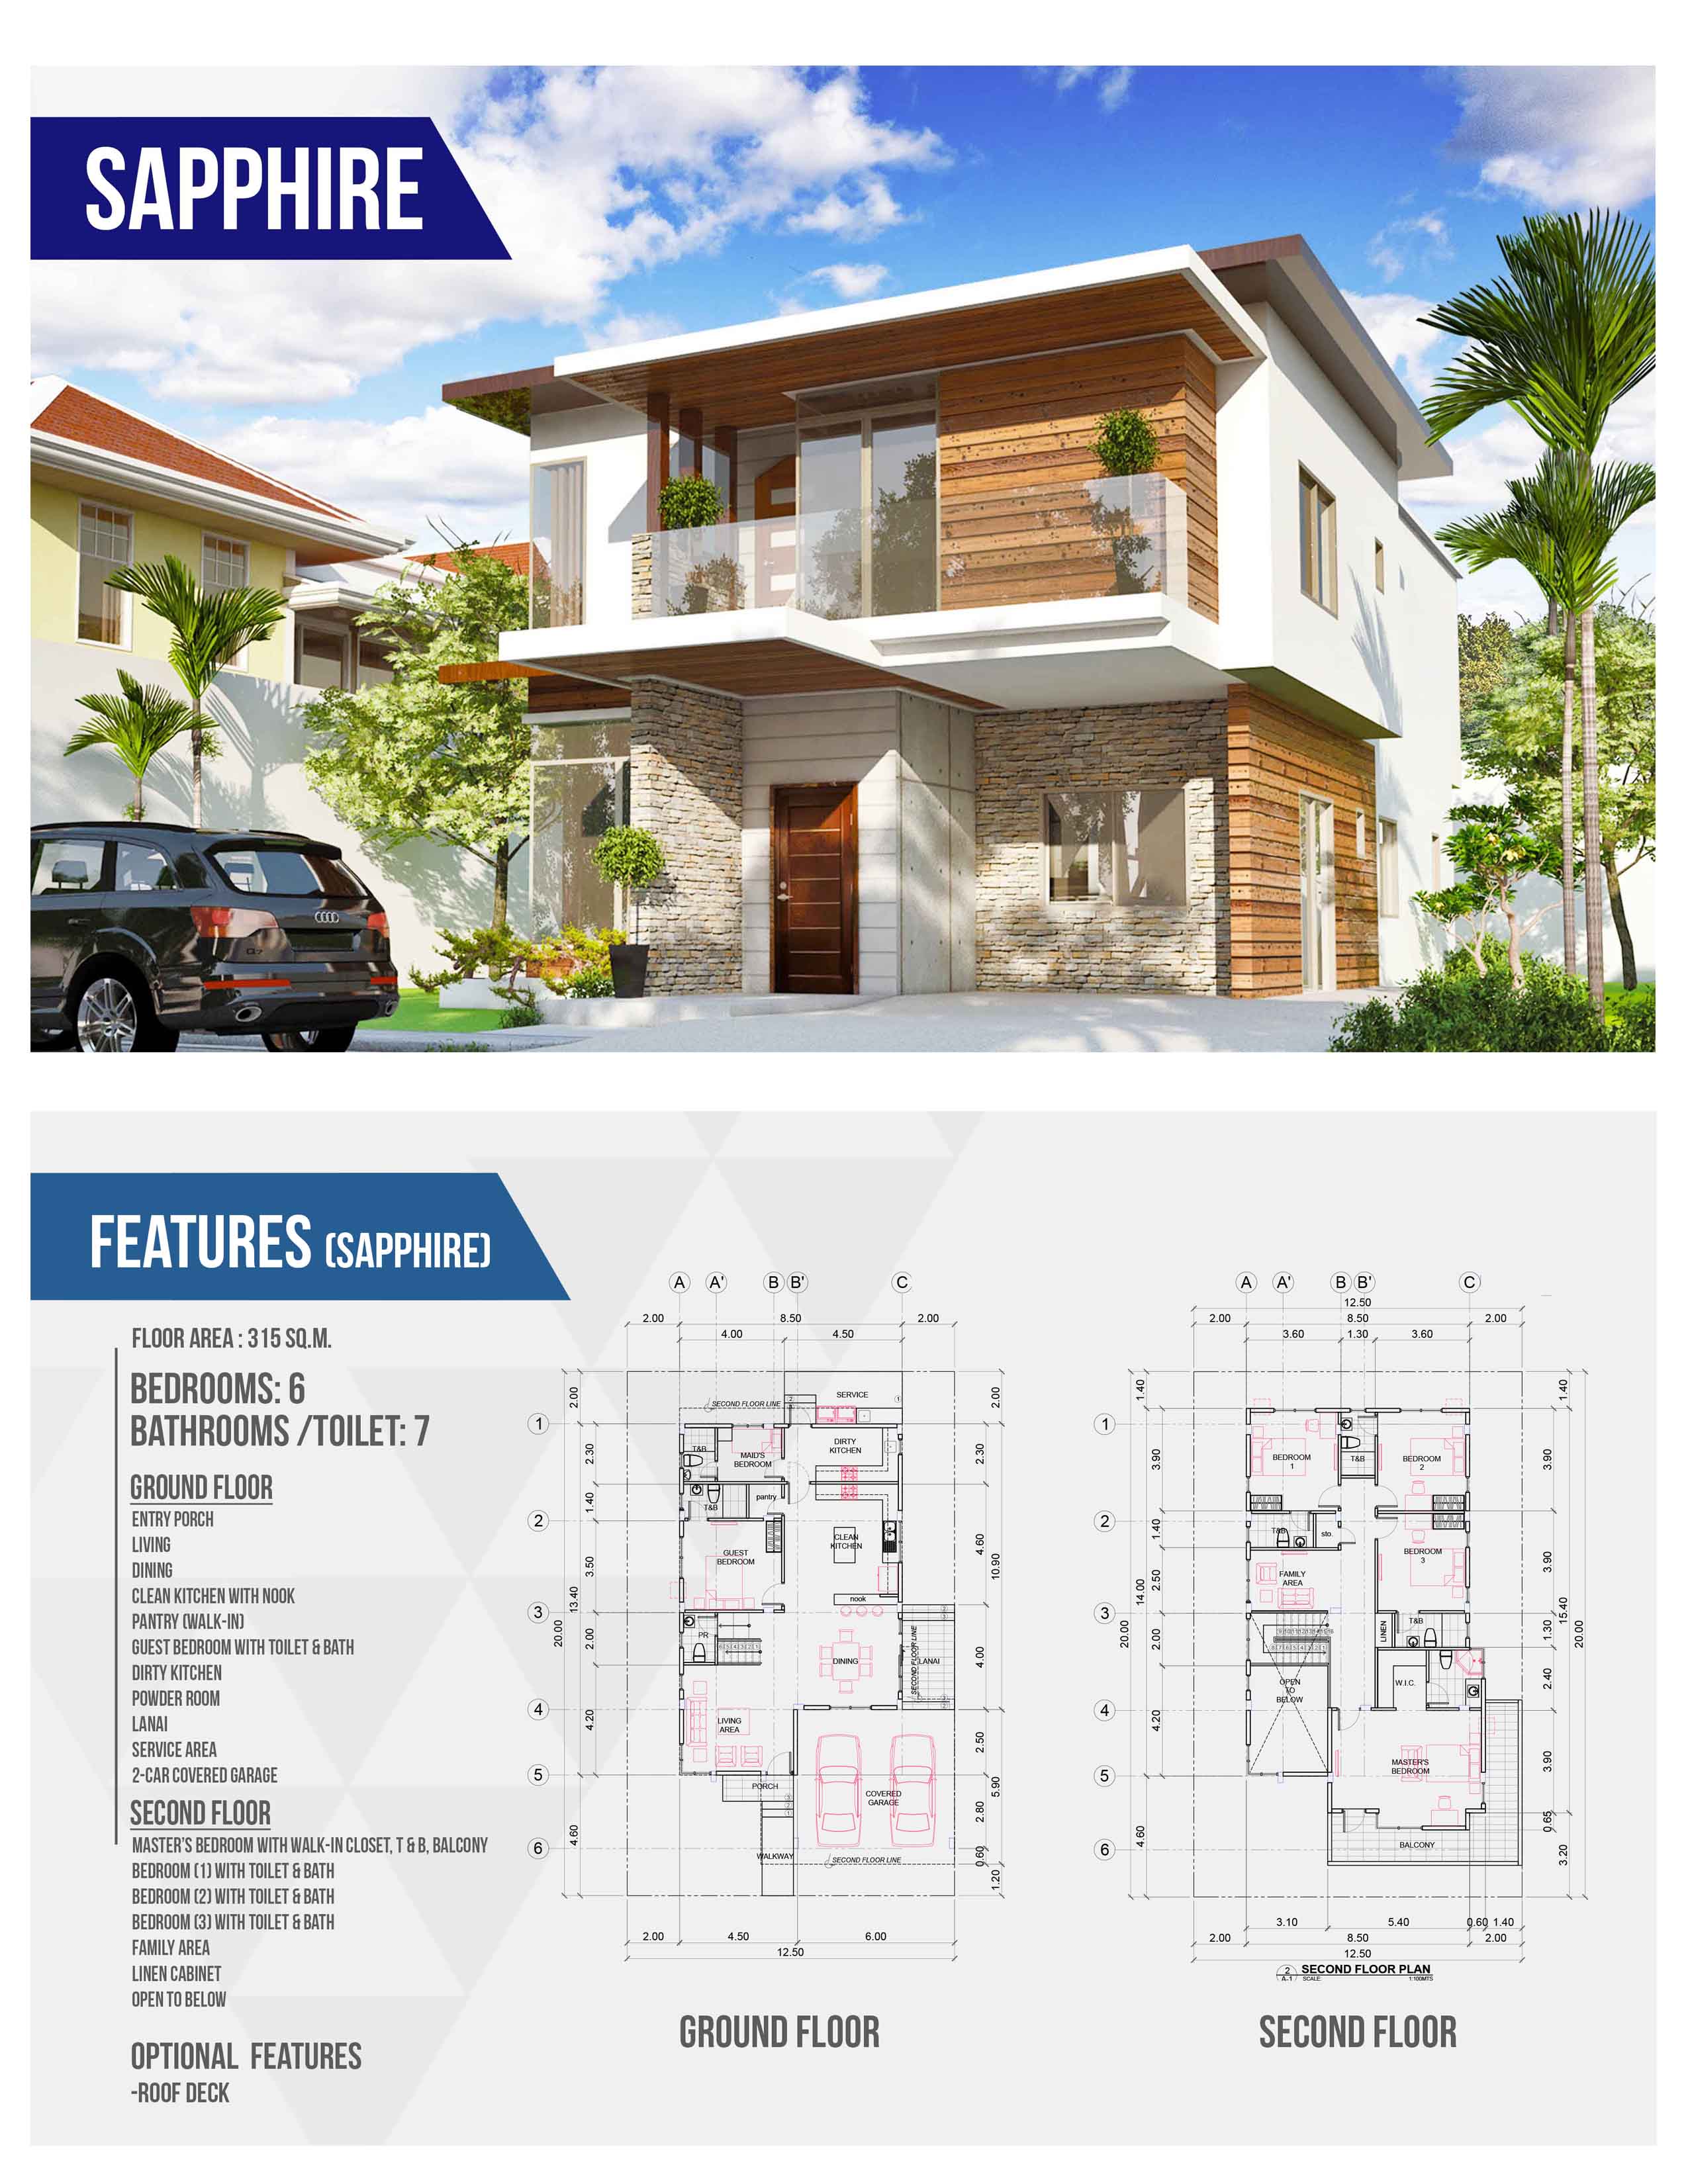 SAPPHIRE
FEATURES (SAPPHIRE)
FLOOR AREA : 315 SQ.M.
BEDROOMS: 6
BATHROOMS /TOILET: 7
GROUND FLOOR
ENTRY PORCH
LIVING
DINING
CLEAN KITCHEN WITH NOOK
PANTRY (WALK-IN)
GUEST BEDROOM WITH TOILET & BATH
DIRTY KITCHEN
POWDER ROOM
LANAI
SERVICE AREA
2-CAR COVERED GARAGE
SECOND FLOOR
MASTER'S BEDROOM WITH WALK-IN CLOSET, T & B, BALCONY
BEDROOM (1) WITH TOILET & BATH
BEDROOM (2) WITH TOILET & BATH
BEDROOM (3) WITH TOILET & BATH
FAMILY AREA
LINEN CABINET
OPEN TO BELOW
OPTIONAL FEATURES
-ROOF DECK
A A' B B' C
2.00 8.50 2.00
4.00 4.50
2.00 2.30 1.40 3.50 2.00 4.20 4.60
13.40
20.00
1
2
3
4
5
6
SERVICE
SECOND FLOOR LINE
T&B
MAID'S
BEDROOM
DIRTY
KITCHEN
pantry
T&B
GUEST
BEDROOM
CLEAN
KITCHEN
nook
PR
DINING
SECOND FLOOR LINE
LANAI
LIVING
AREA
PORCH
COVERED
GARAGE
WALKWAY
SECOND FLOOR LINE
2.00 2.30 4.60 4.00 2.50 2.80 0.60 1.20
10.90 5.90
2.00 4.50 6.00
12.50
GROUND FLOOR
A A' B B' C
12.50
2.00 8.50 2.00
3.60 1.30 3.60
1.40 3.90 1.40 2.50 2.00 4.20 4.60
14.00
20.00
1
2
3
4
5
6
BEDROOM
1
T&B
BEDROOM
2
T&B
sto.
BEDROOM
3
FAMILY
AREA
LINEN
T&B
OPEN
TO
BELOW
W.I.C.
MASTER'S
BEDROOM
BALCONY
1.40 3.90 3.90 1.30 2.40 3.90 0.65
15.40 3.20
20.00
3.10 5.40 0.60 1.40
2.00 8.50 2.00
12.50
2 SECOND FLOOR PLAN
A-1 SCALE: 1:100MTS
SECOND FLOOR